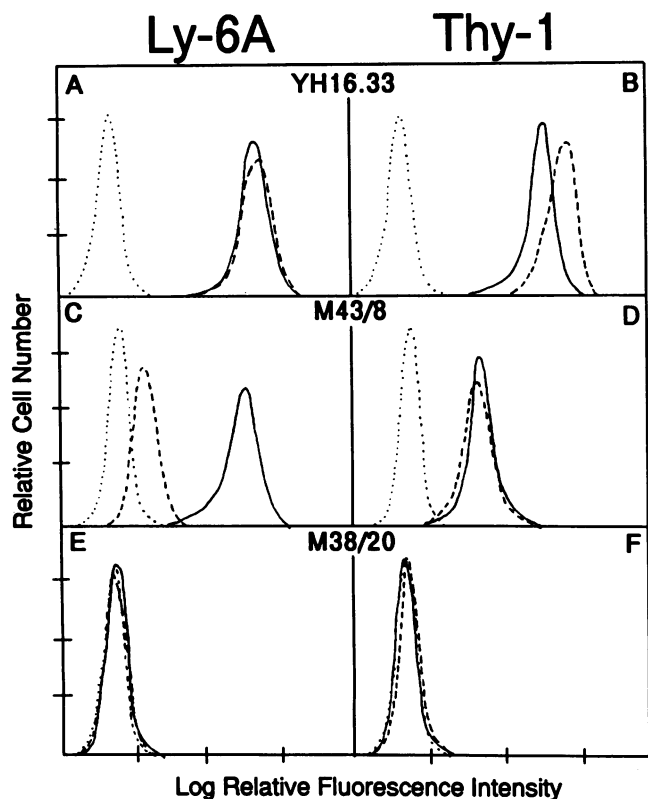 Ly-6A Thy-1
A YH16.33 B
C M43/8 D
E M38/20 F
Relative Cell Number
Log Relative Fluorescence Intensity